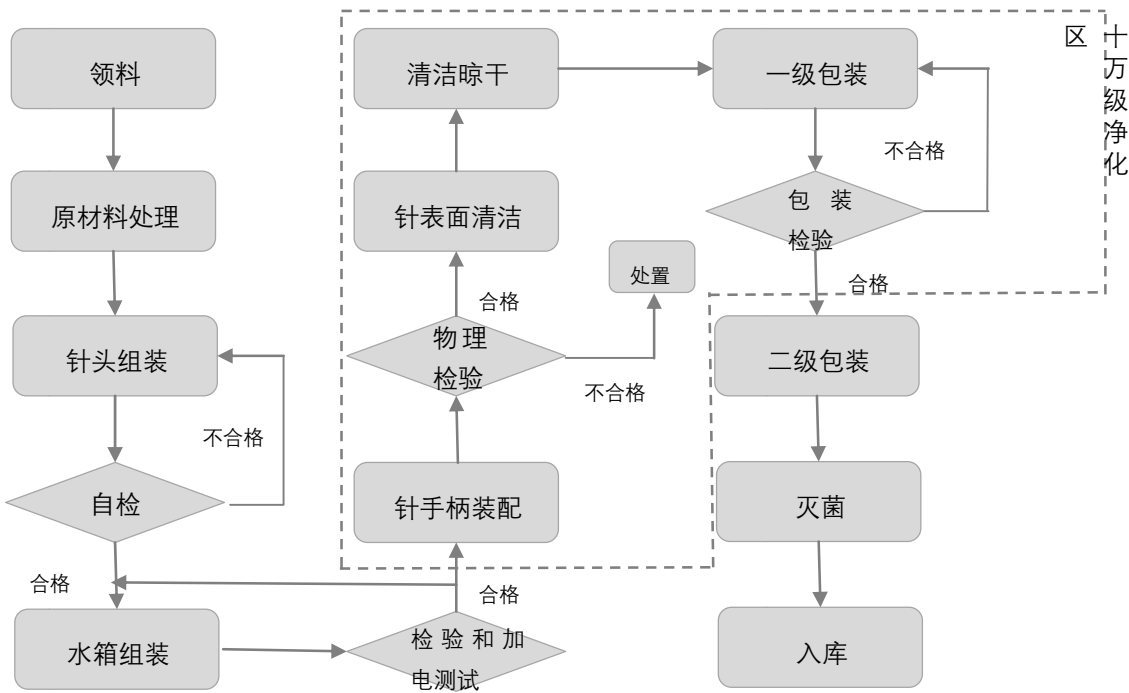 领料
原材料处理
针头组装
不合格
自检
合格
水箱组装
检验和加
电测试
合格
针手柄装配
物理
检验
不合格
处置
合格
针表面清洁
清洁晾干
一级包装
不合格
包装
检验
合格
二级包装
灭菌
入库
十万级净化
区